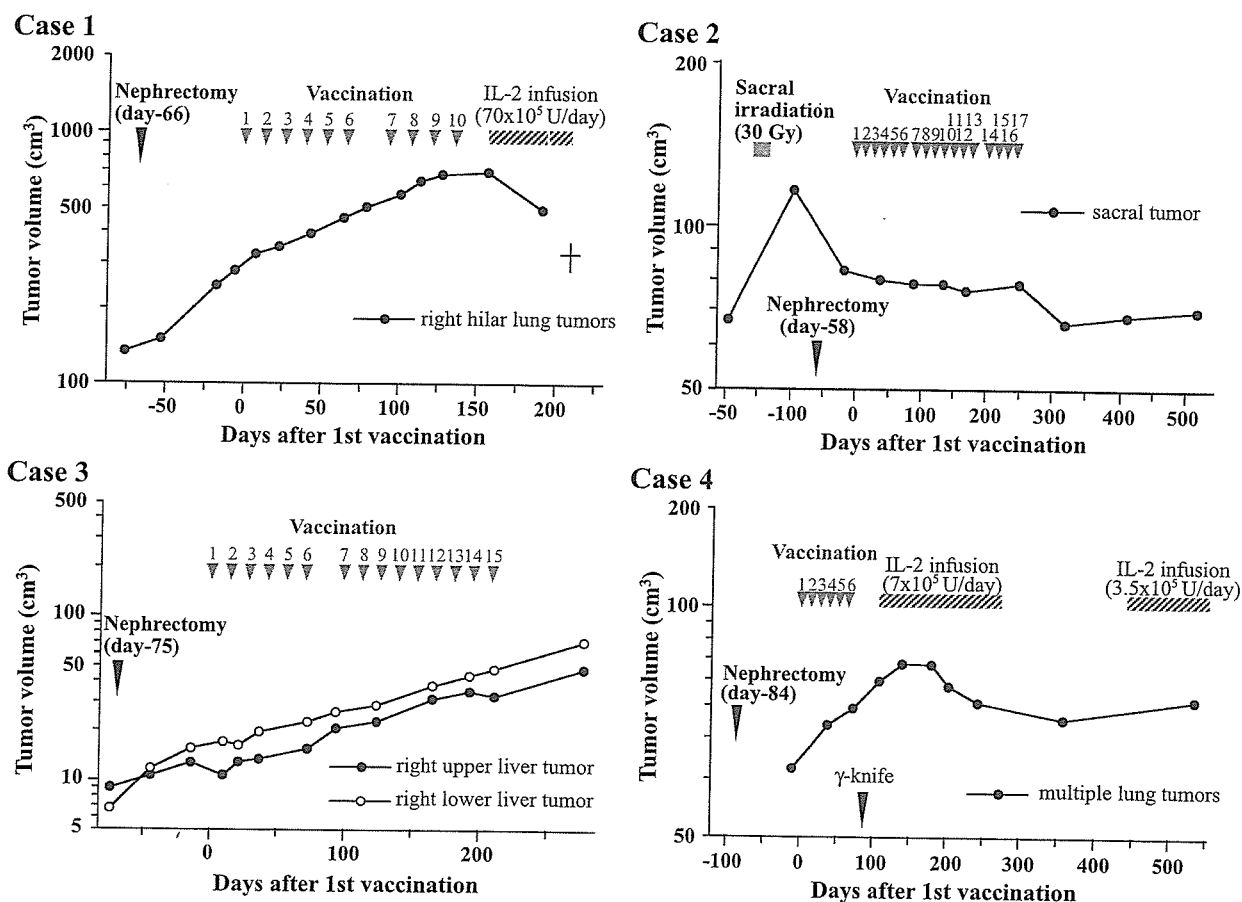 Case 1
2000
1000
500
100
Tumor volume (cm³)
Nephrectomy
(day-66)
Vaccination
1 2 3 4 5 6 7 8 9 10
IL-2 infusion
(70x10⁵ U/day)
right hilar lung tumors
-50 0 50 100 150 200
Days after 1st vaccination
Case 2
200
100
50
Tumor volume (cm³)
Sacral
irradiation
(30 Gy)
Vaccination
1113 1517
123456 789101214 16
sacral tumor
Nephrectomy
(day-58)
-50 -100 0 100 200 300 400 500
Days after 1st vaccination
Case 3
500
100
50
10
5
Tumor volume (cm³)
Vaccination
1 2 3 4 5 6 7 8 9 10 11 12 13 14 15
Nephrectomy
(day-75)
right upper liver tumor
right lower liver tumor
0 100 200
Days after 1st vaccination
Case 4
200
100
50
Tumor volume (cm³)
Vaccination
123456
IL-2 infusion
(7x10⁵ U/day)
IL-2 infusion
(3.5x10⁵ U/day)
Nephrectomy
(day-84)
γ-knife
multiple lung tumors
-100 0 100 200 300 400 500
Days after 1st vaccination